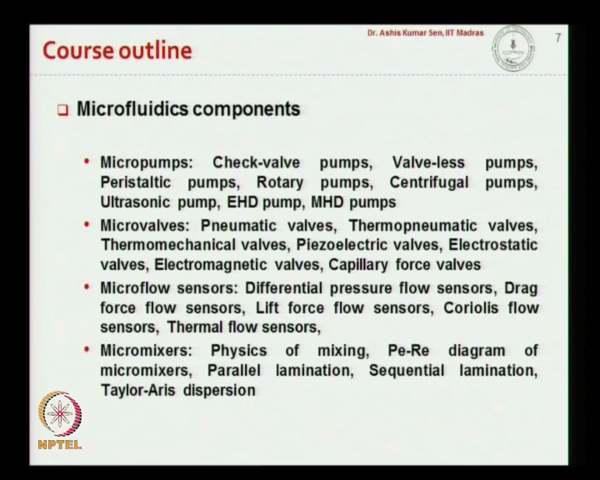 Dr. Ashis Kumar Sen, IIT Madras
7
Course outline
Microfluidics components
• Micropumps: Check-valve pumps, Valve-less pumps,
Peristaltic pumps, Rotary pumps, Centrifugal pumps,
Ultrasonic pump, EHD pump, MHD pumps
• Microvalves: Pneumatic valves, Thermopneumatic valves,
Thermomechanical valves, Piezoelectric valves, Electrostatic
valves, Electromagnetic valves, Capillary force valves
• Microflow sensors: Differential pressure flow sensors, Drag
force flow sensors, Lift force flow sensors, Coriolis flow
sensors, Thermal flow sensors,
• Micromixers: Physics of mixing, Pe-Re diagram of
micromixers, Parallel lamination, Sequential lamination,
Taylor-Aris dispersion
NPTEL